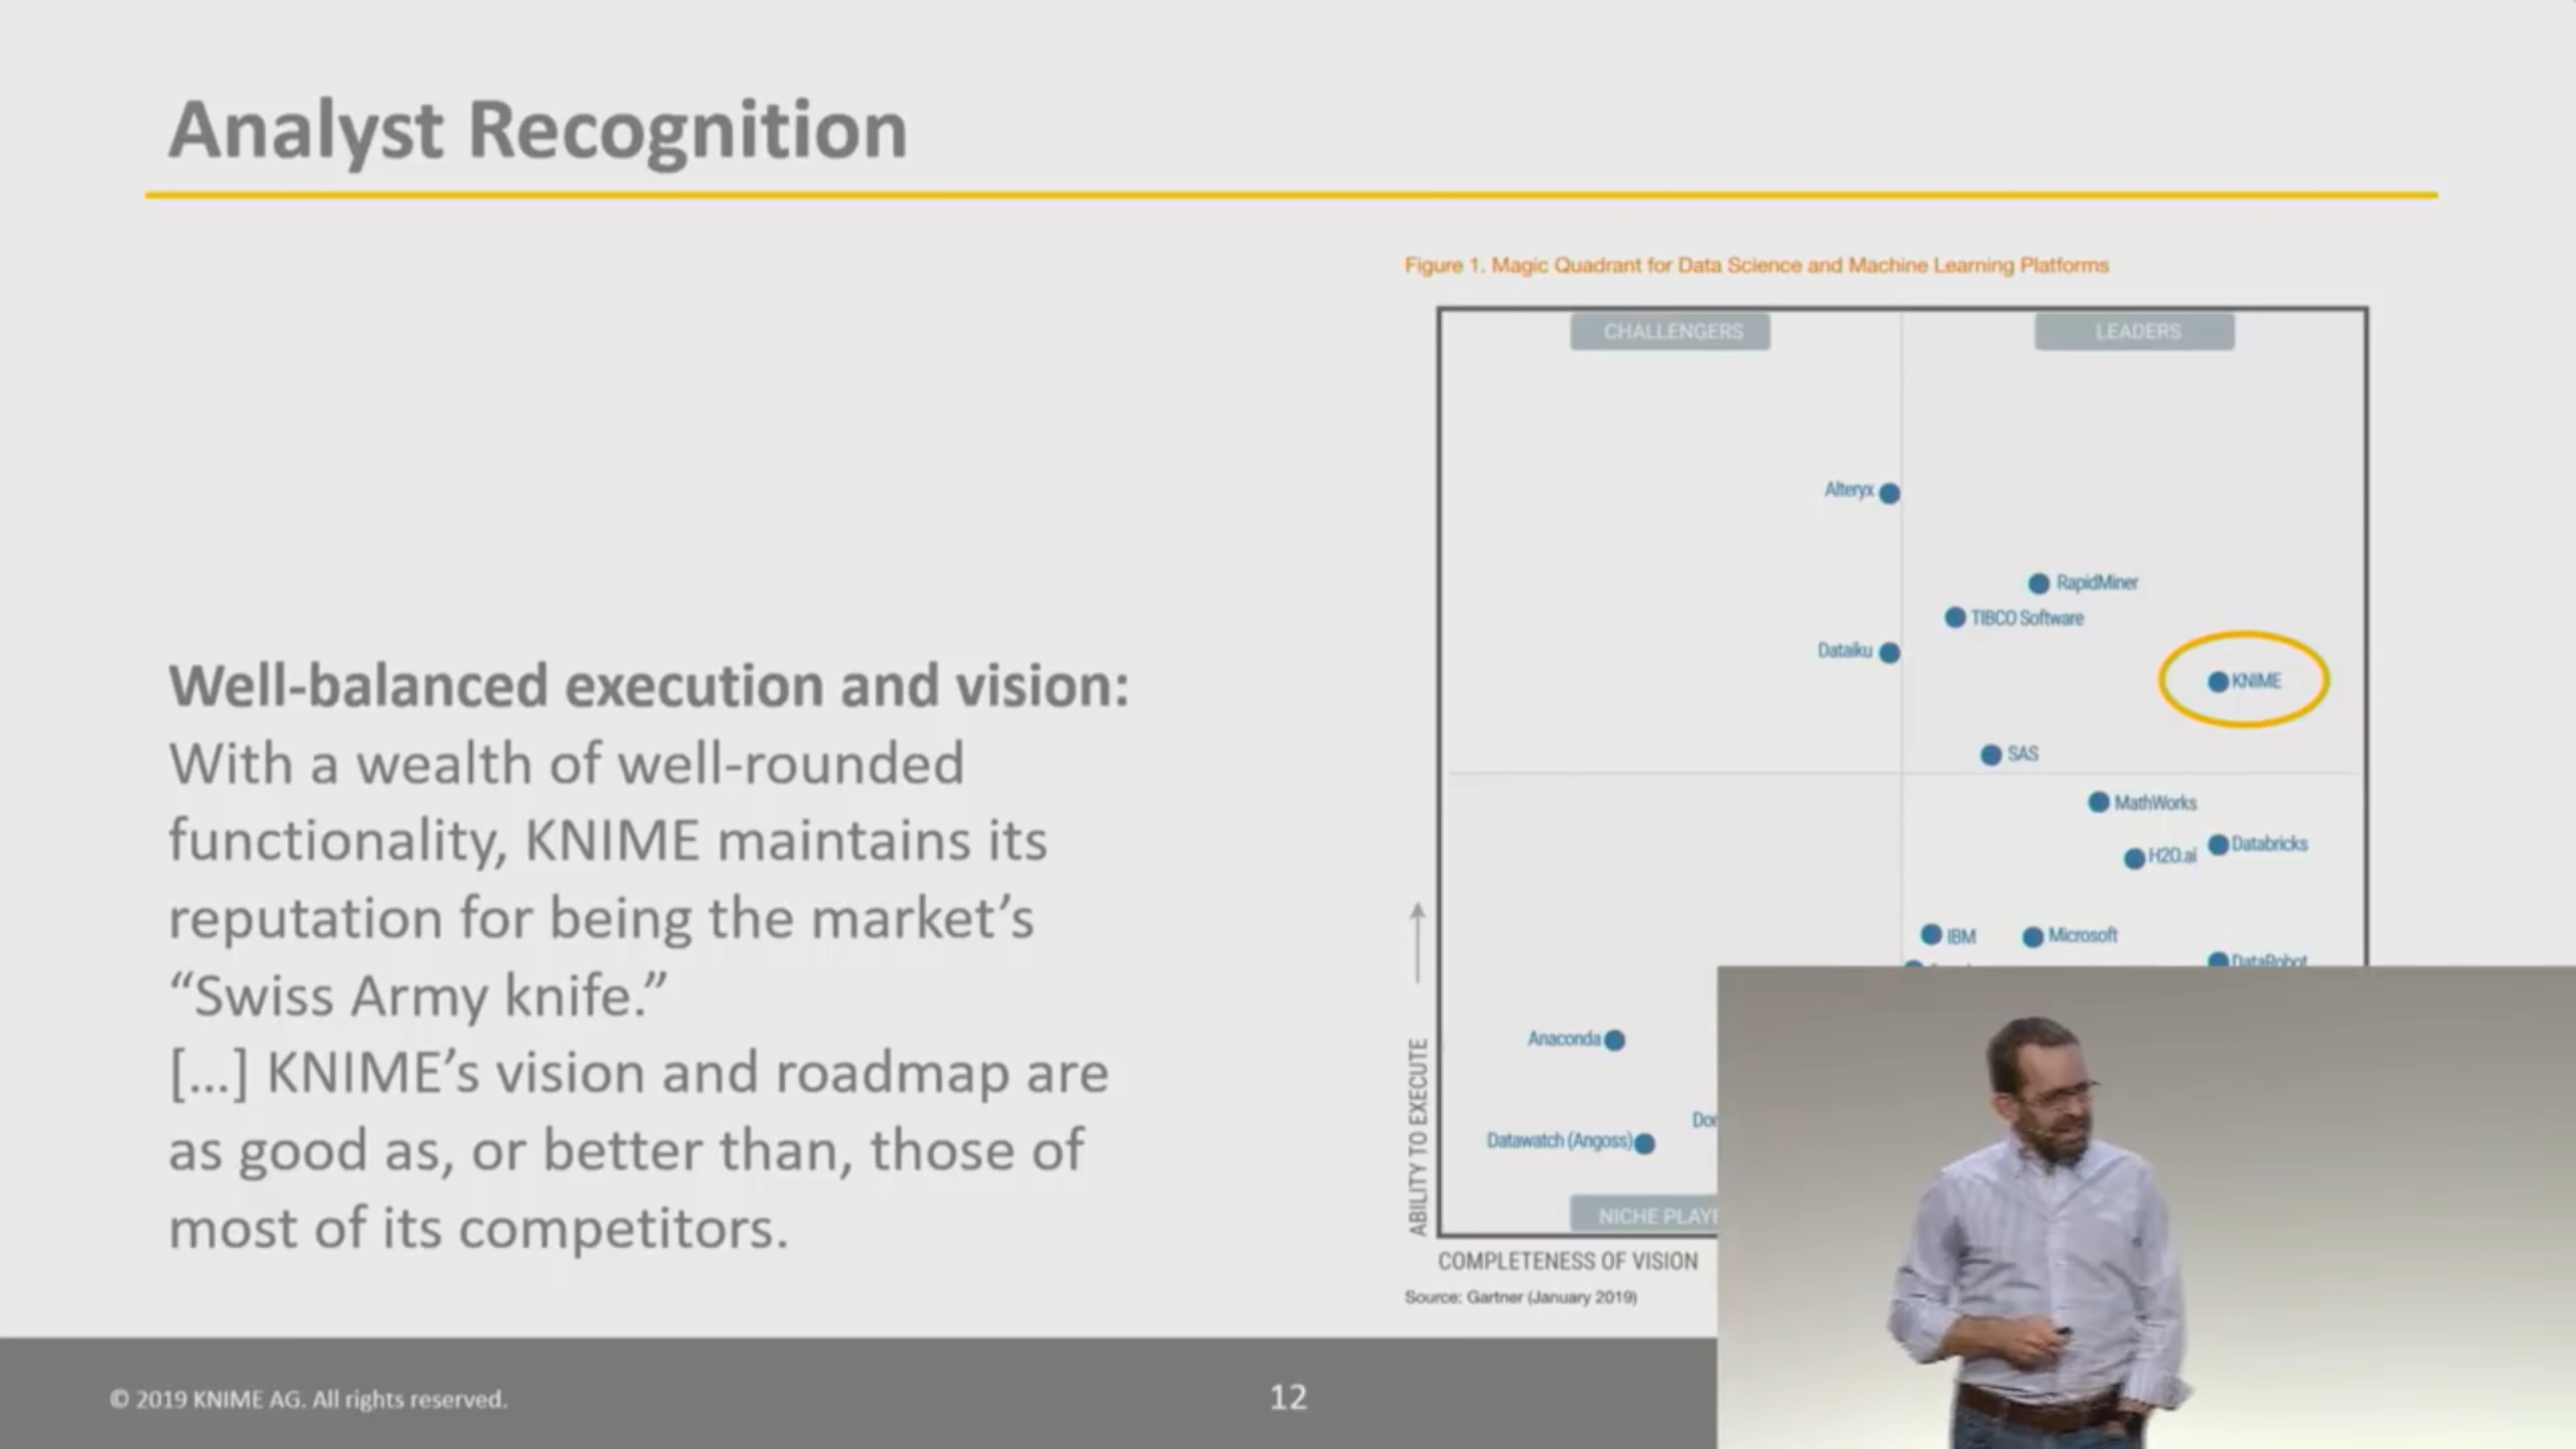 Analyst Recognition
Well-balanced execution and vision:
With a wealth of well-rounded
functionality, KNIME maintains its
reputation for being the market’s
“Swiss Army knife.”
[...] KNIME’s vision and roadmap are
as good as, or better than, those of
most of its competitors.
Figure 1. Magic Quadrant for Data Science and Machine Learning Platforms
CHALLENGERS
LEADERS
Alteryx
RapidMiner
TIBCO Software
Dataiku
KNIME
SAS
MathWorks
Databricks
H2O.ai
IBM
Microsoft
DataRobot
Anaconda
Datawatch (Angoss)
NICHE
ABILITY TO EXECUTE
COMPLETENESS OF VISION
Source: Gartner (January 2019)
© 2019 KNIME AG. All rights reserved.
12